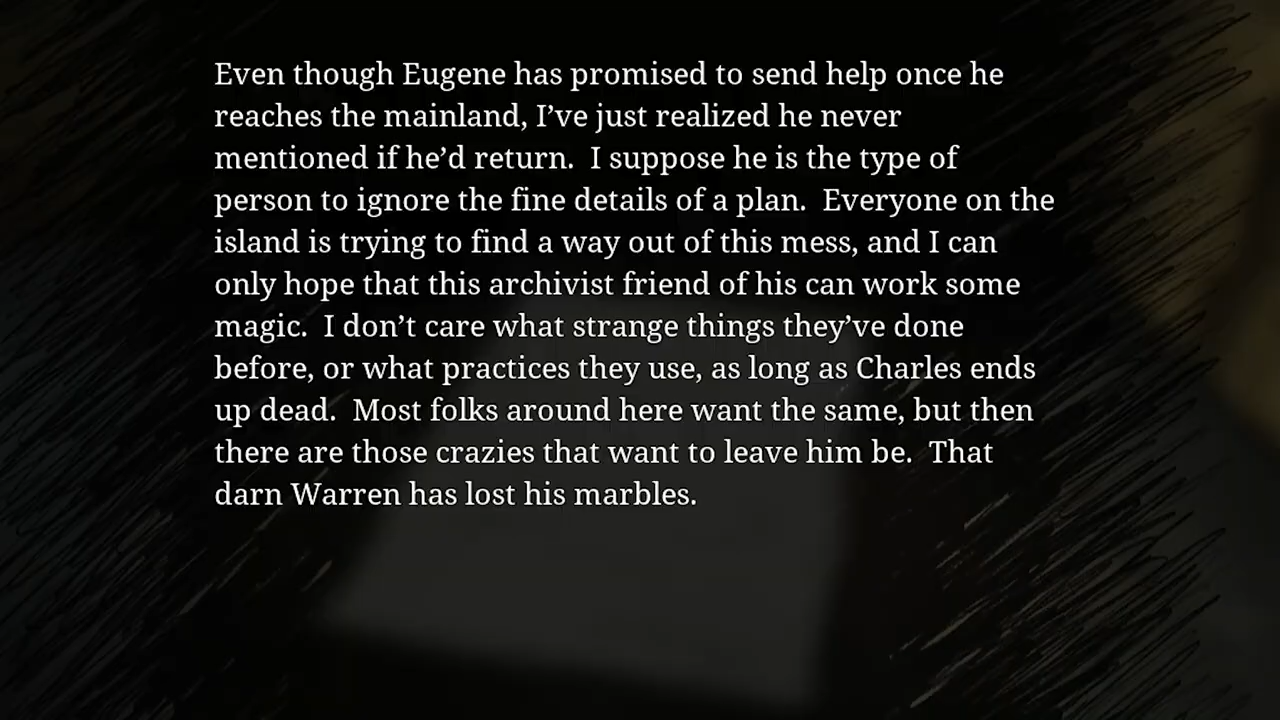 Even though Eugene has promised to send help once he
reaches the mainland, I’ve just realized he never
mentioned if he’d return.  I suppose he is the type of
person to ignore the fine details of a plan.  Everyone on the
island is trying to find a way out of this mess, and I can
only hope that this archivist friend of his can work some
magic.  I don’t care what strange things they’ve done
before, or what practices they use, as long as Charles ends
up dead.  Most folks around here want the same, but then
there are those crazies that want to leave him be.  That
darn Warren has lost his marbles.